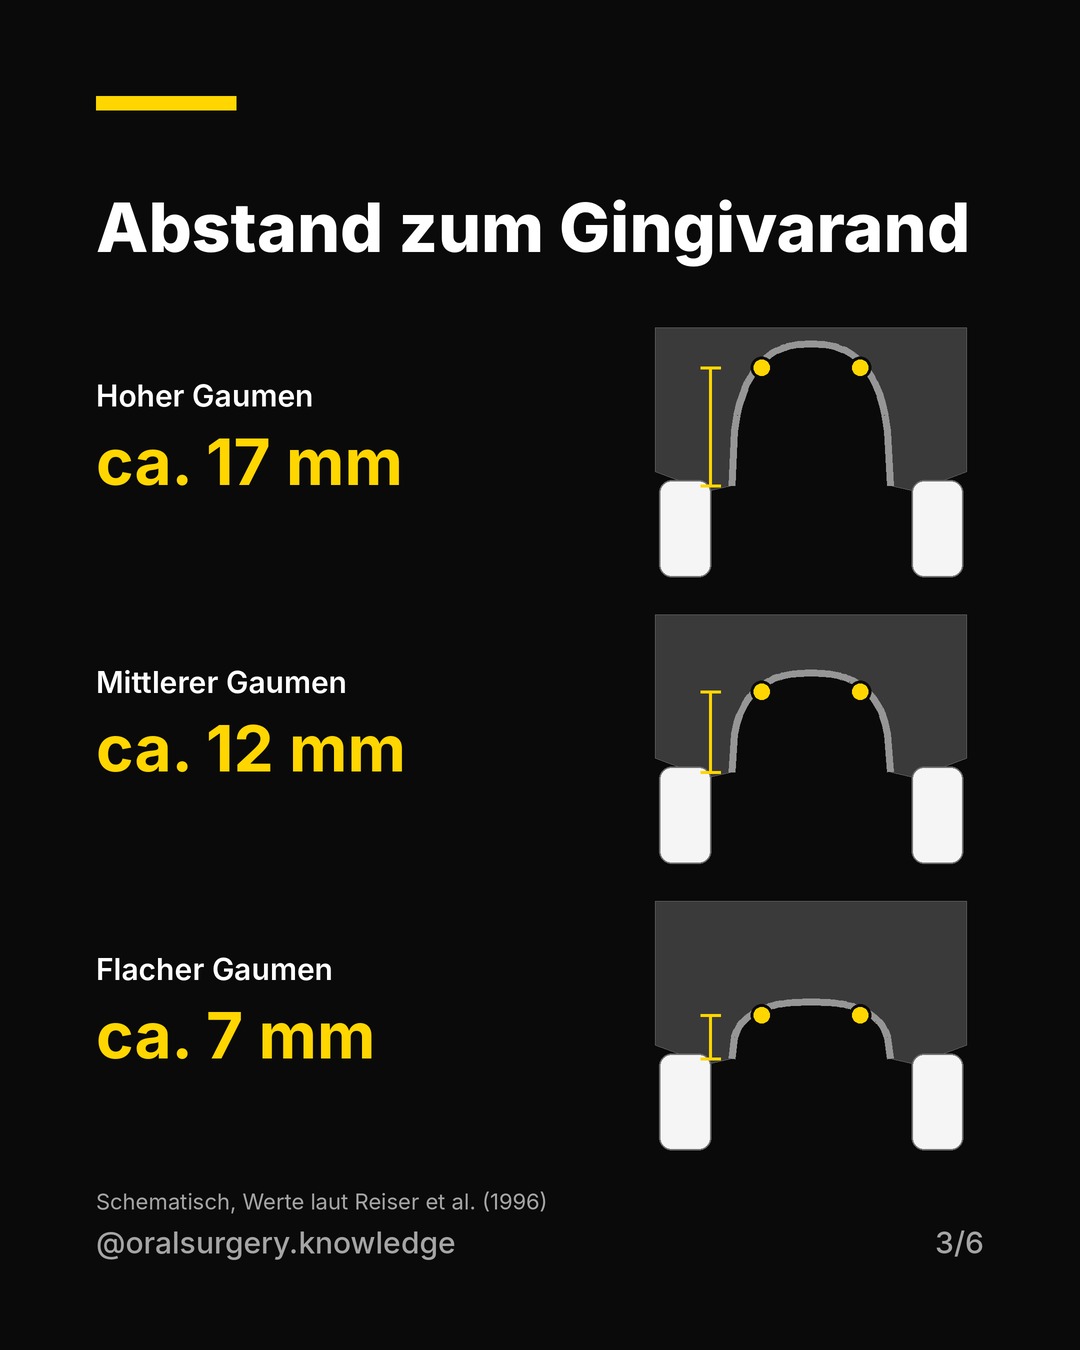 Abstand zum Gingivarand
Hoher Gaumen
ca. 17 mm
Mittlerer Gaumen
ca. 12 mm
Flacher Gaumen
ca. 7 mm
Schematisch, Werte laut Reiser et al. (1996)
@oralsurgery.knowledge
3/6